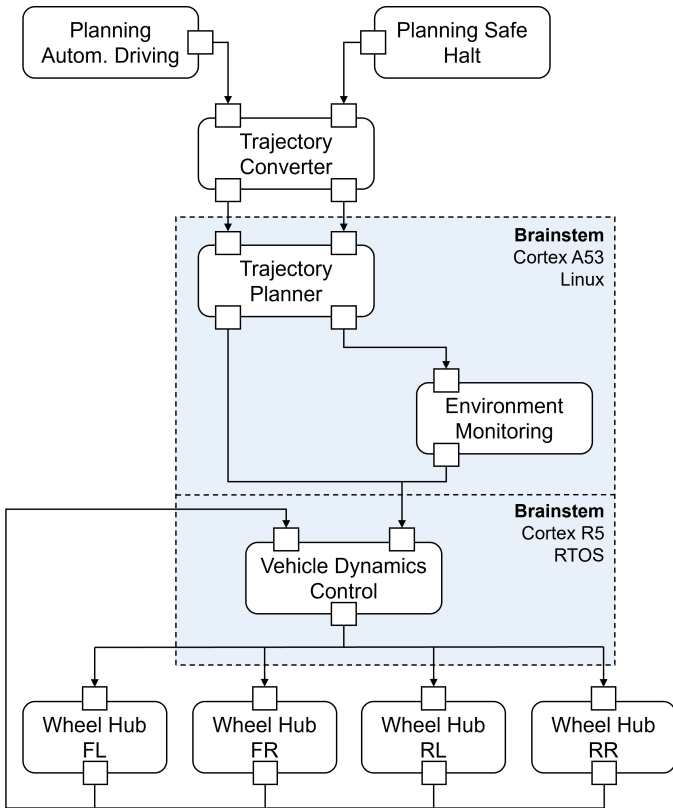 Planning
Autom. Driving
Planning Safe
Halt
Trajectory
Converter
Brainstem
Cortex A53
Linux
Trajectory
Planner
Environment
Monitoring
Brainstem
Cortex R5
RTOS
Vehicle Dynamics
Control
Wheel Hub
FL
Wheel Hub
FR
Wheel Hub
RL
Wheel Hub
RR